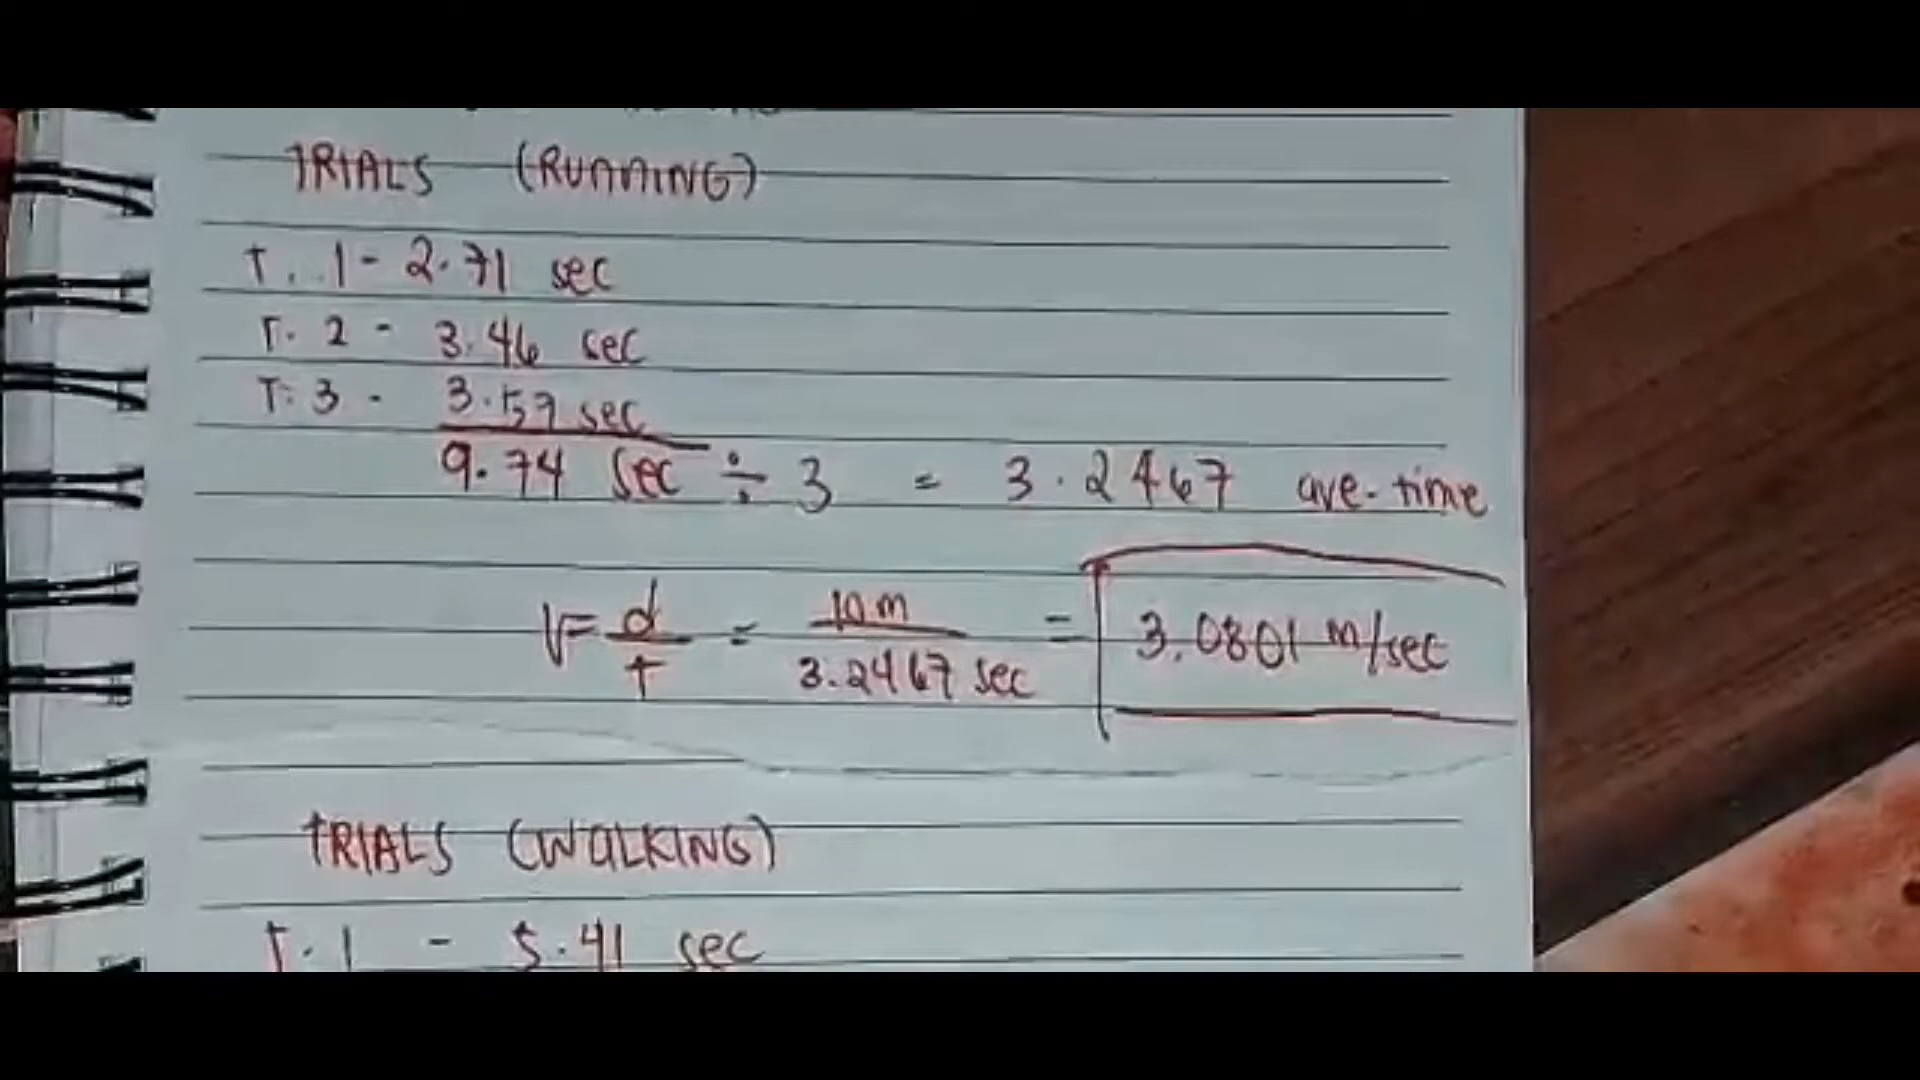 TRIALS (RUNNING)
T. 1 - 2.71 sec
T. 2 - 3.46 sec
T. 3 - 3.57 sec
9.74 sec ÷ 3 = 3.2467 ave. time
V = d/t = 10m/3.2467 sec = 3.0801 m/sec
TRIALS (WALKING)
T. 1 - 5.41 sec